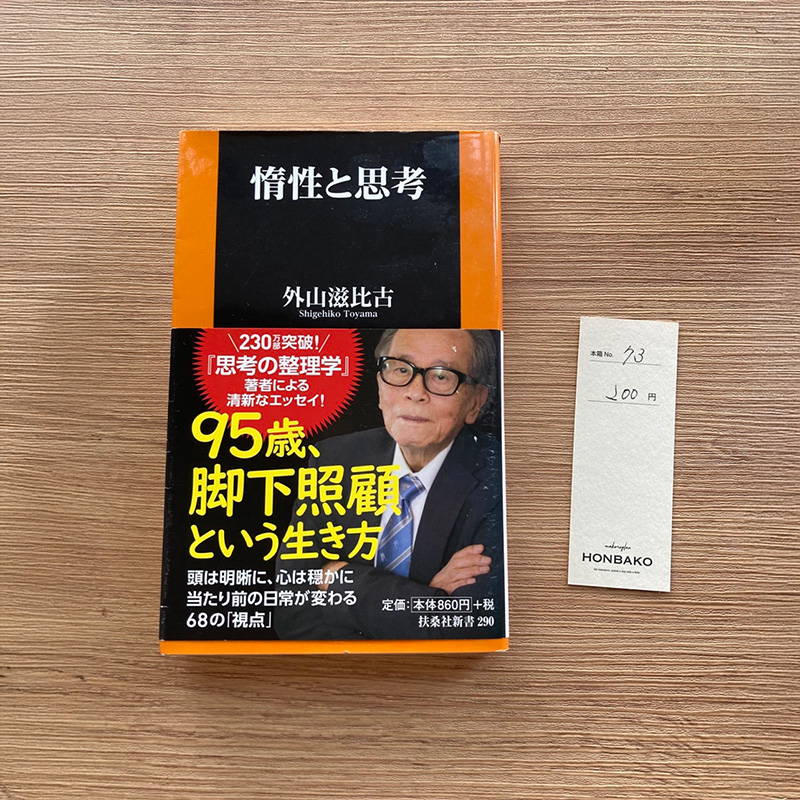 惰性と思考
外山滋比古
Shigehiko Toyama
230万部突破!
『思考の整理学』
著者による
清新なエッセイ!
95歳、
脚下照顧
という生き方
頭は明晰に、心は穏かに
当たり前の日常が変わる
68の「視点」
定価:本体860円+税
扶桑社新書 290
本箱 No. 73
200 円
HONBAKO